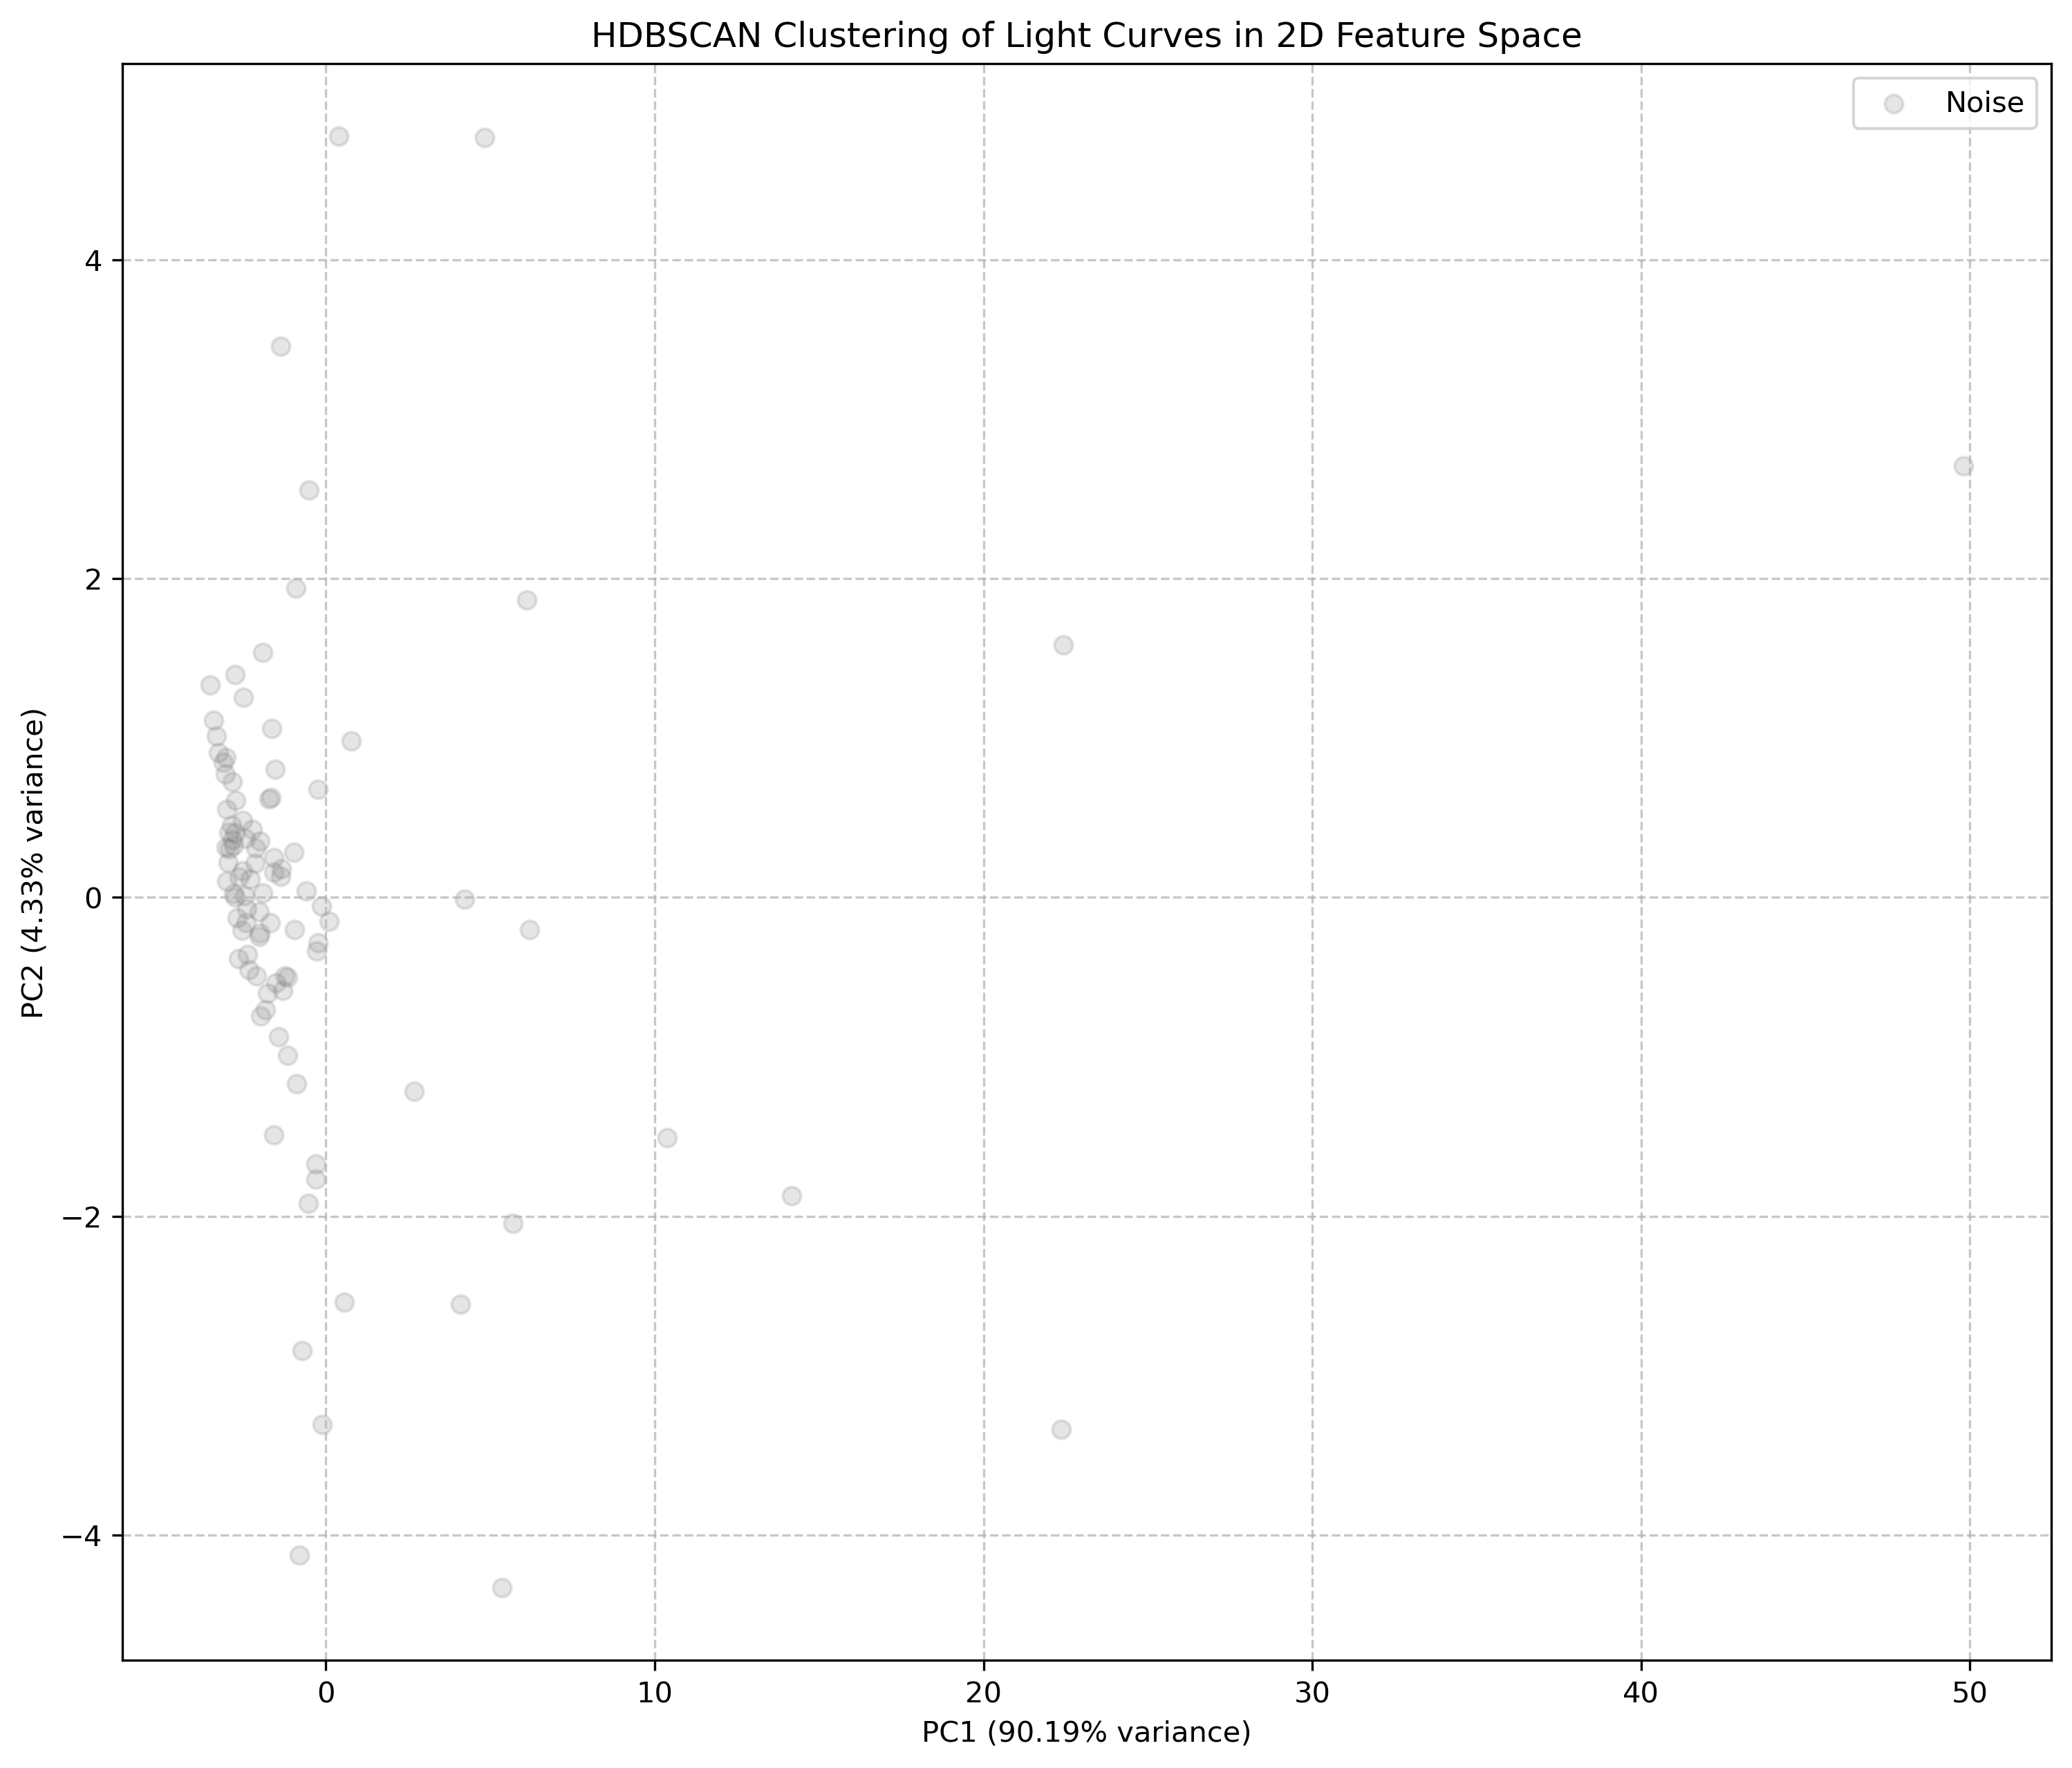 HDBSCAN Clustering of Light Curves in 2D Feature Space
Noise
4
2
0
−2
−4
PC2 (4.33% variance)
0 10 20 30 40 50
PC1 (90.19% variance)